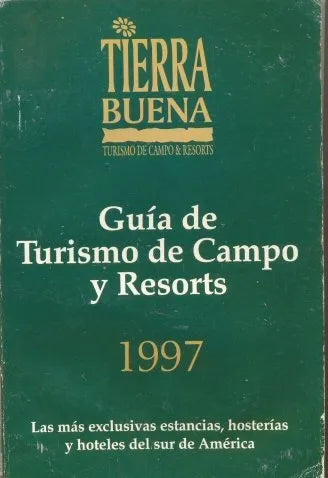 TIERRA
BUENA
TURISMO DE CAMPO & RESORTS
Guía de
Turismo de Campo
y Resorts
1997
Las más exclusivas estancias, hosterías
y hoteles del sur de América